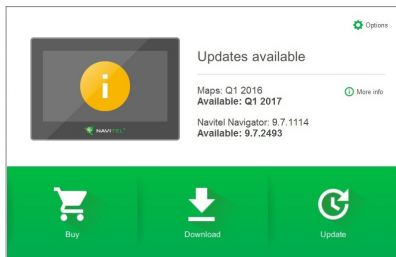 Options
Updates available
Maps: Q1 2016
Available: Q1 2017
More info
Navitel Navigator: 9.7.1114
Available: 9.7.2493
NAVITEL
Buy
Download
Update